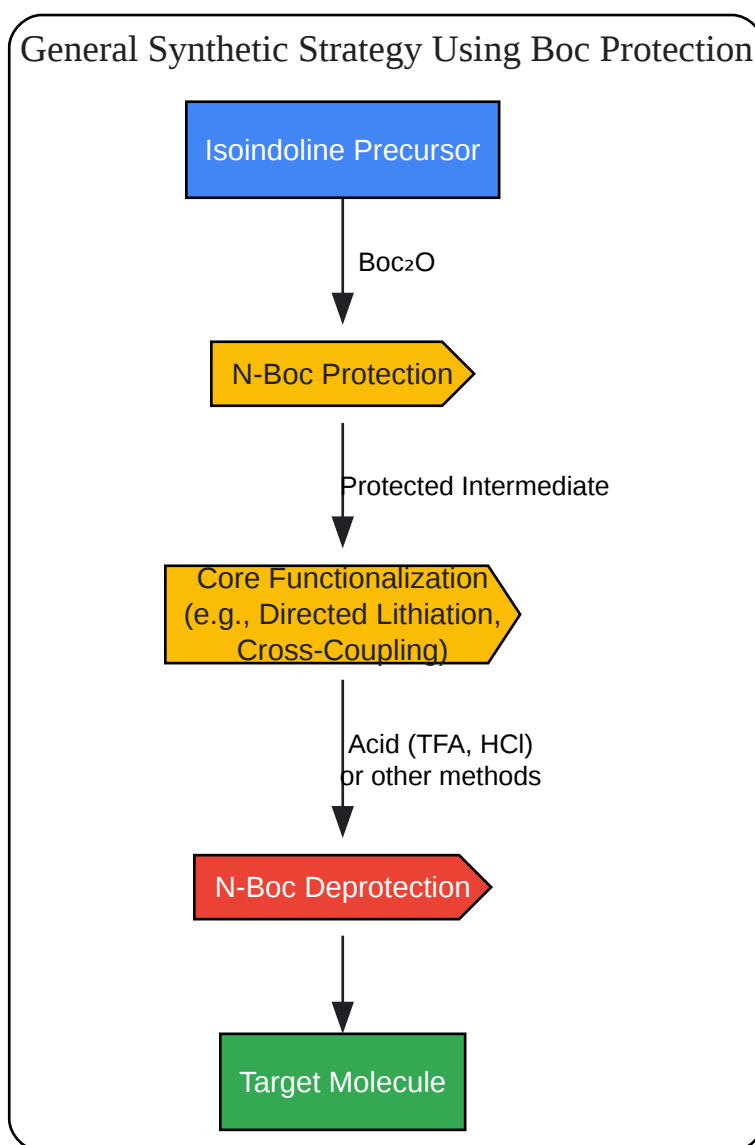 General Synthetic Strategy Using Boc Protection
Isoindoline Precursor
Boc₂O
N-Boc Protection
Protected Intermediate
Core Functionalization
(e.g., Directed Lithiation,
Cross-Coupling)
Acid (TFA, HCl)
or other methods
N-Boc Deprotection
Target Molecule